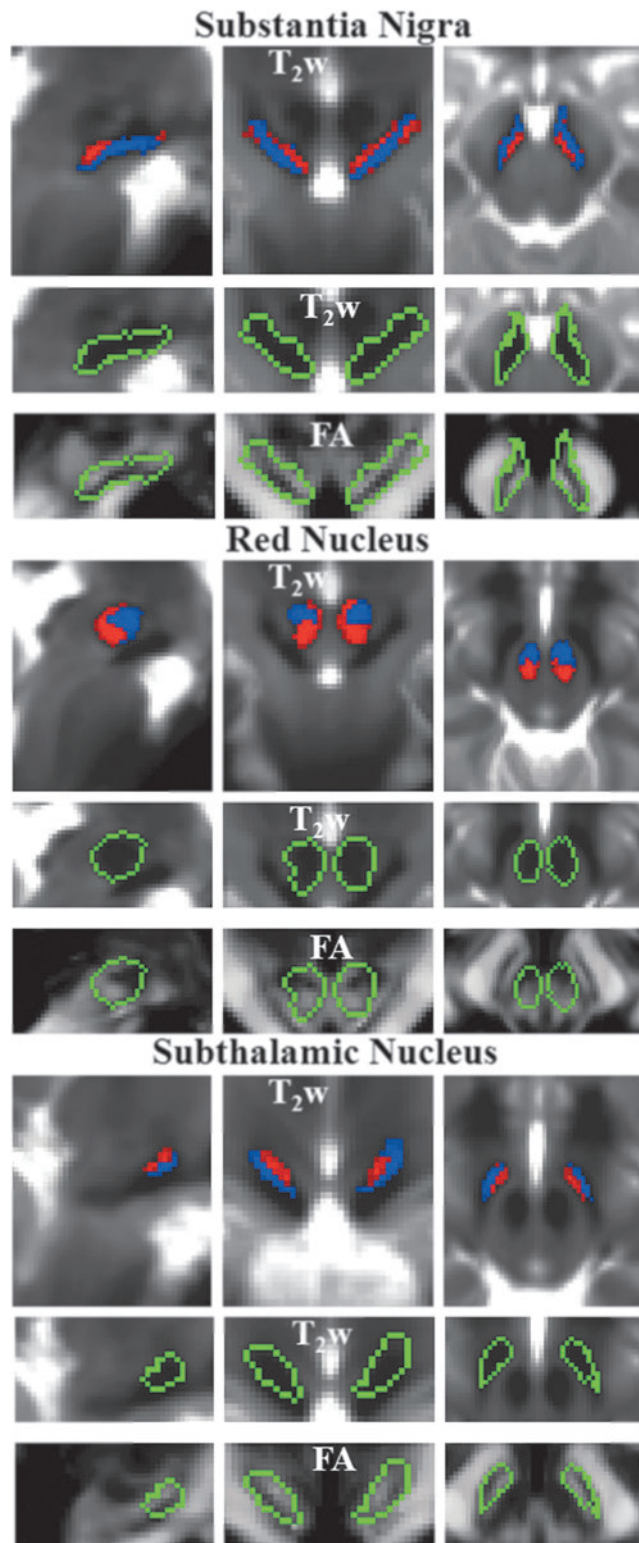 Substantia Nigra
T₂w
T₂w
FA
Red Nucleus
T₂w
T₂w
FA
Subthalamic Nucleus
T₂w
T₂w
FA